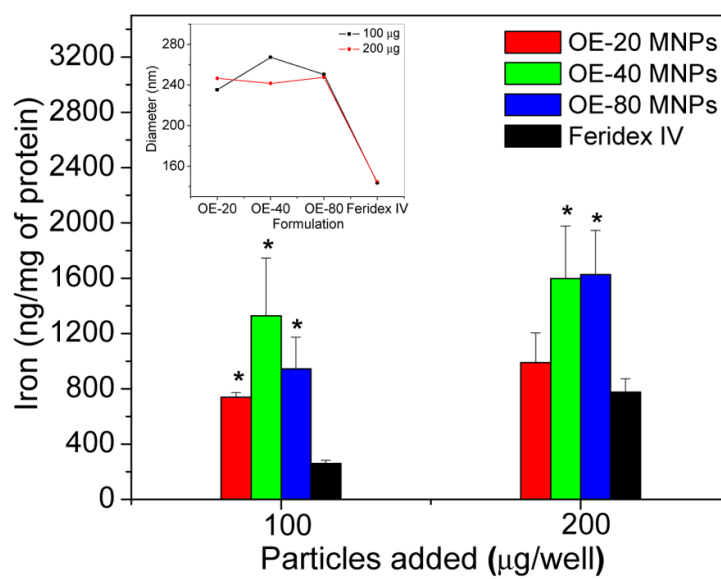 3200
2800
2400
2000
1600
1200
800
400
0
Iron (ng/mg of protein)
100
200
Particles added (μg/well)
OE-20 MNPs
OE-40 MNPs
OE-80 MNPs
Feridex IV
280
240
200
160
Diameter (nm)
100 μg
200 μg
OE-20
OE-40
OE-80
Feridex IV
Formulation
*
*
*
*
*